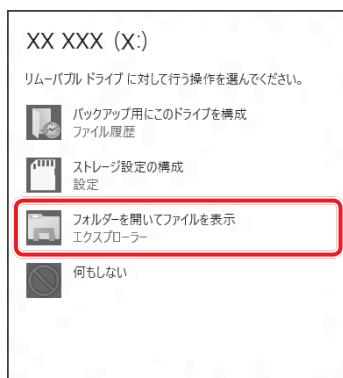 XX XXX (X:)
リムーバブル ドライブ に対して行う操作を選んでください。
バックアップ用にこのドライブを構成
ファイル履歴
ストレージ設定の構成
設定
フォルダーを開いてファイルを表示
エクスプローラー
何もしない